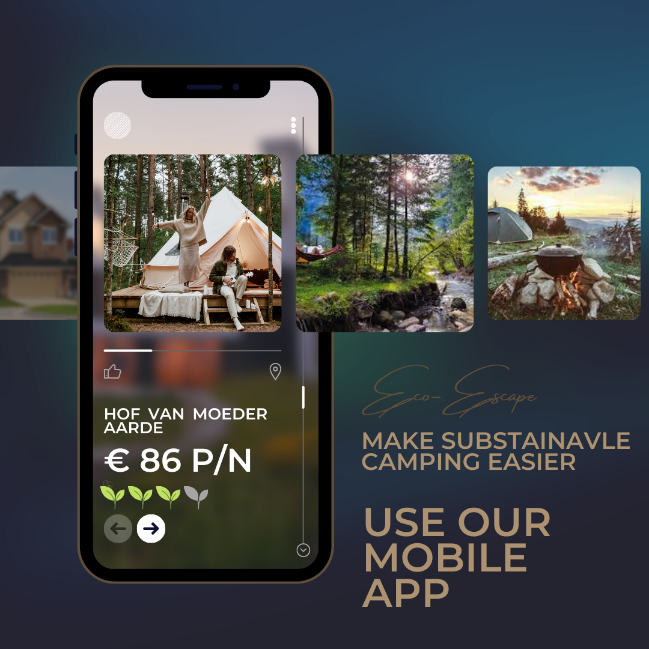 HOF VAN MOEDER
AARDE
€ 86 P/N
Eco-Escape
MAKE SUBSTAINAVLE
CAMPING EASIER
USE OUR
MOBILE
APP